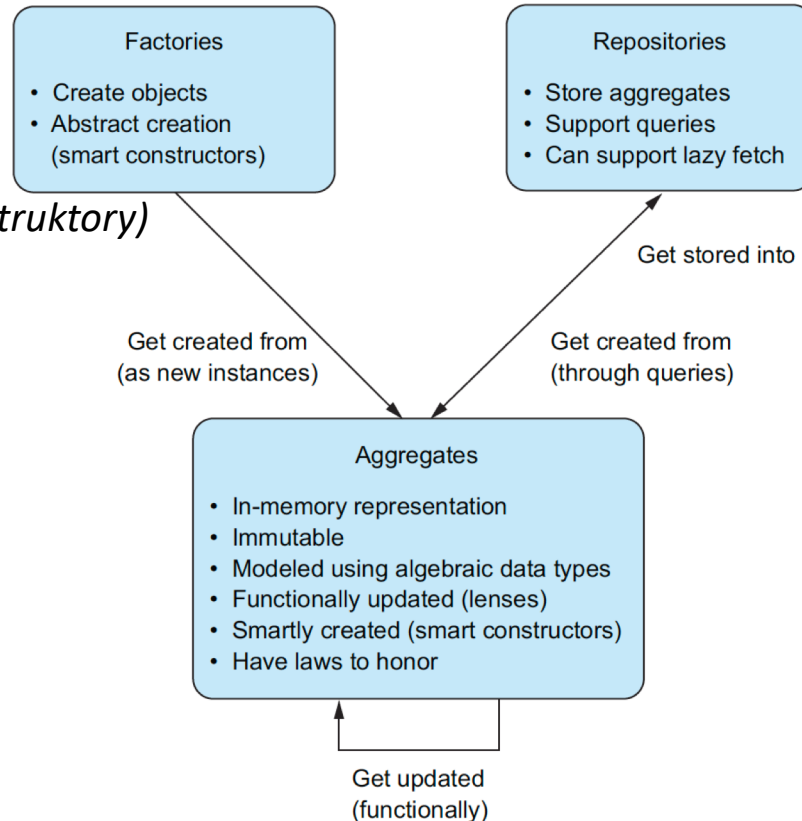 Factories
• Create objects
• Abstract creation
(smart constructors)
Repositories
• Store aggregates
• Support queries
• Can support lazy fetch
truktory)
Get stored into
Get created from
(as new instances)
Get created from
(through queries)
Aggregates
• In-memory representation
• Immutable
• Modeled using algebraic data types
• Functionally updated (lenses)
• Smartly created (smart constructors)
• Have laws to honor
Get updated
(functionally)